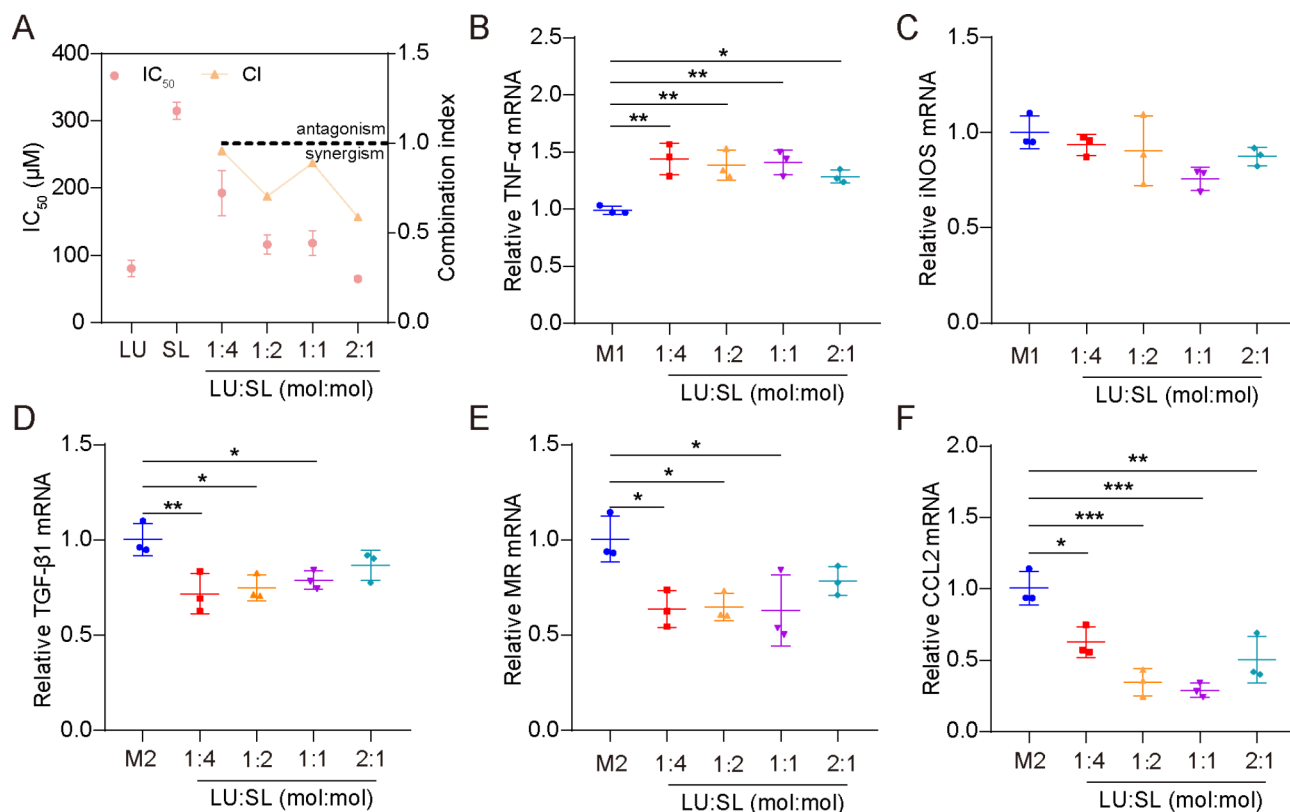 A
IC50 (µM)
400
300
200
100
0
IC50
CI
antagonism
synergism
1.5
1.0
0.5
0.0
Combination index
LU SL 1:4 1:2 1:1 2:1
LU:SL (mol:mol)
B
Relative TNF-α mRNA
2.5
2.0
1.5
1.0
0.5
0.0
*
**
**
**
M1 1:4 1:2 1:1 2:1
LU:SL (mol:mol)
C
Relative iNOS mRNA
1.5
1.0
0.5
0.0
M1 1:4 1:2 1:1 2:1
LU:SL (mol:mol)
D
Relative TGF-β1 mRNA
1.5
1.0
0.5
0.0
*
*
**
M2 1:4 1:2 1:1 2:1
LU:SL (mol:mol)
E
Relative MR mRNA
1.5
1.0
0.5
0.0
*
*
*
M2 1:4 1:2 1:1 2:1
LU:SL (mol:mol)
F
Relative CCL2 mRNA
2.0
1.5
1.0
0.5
0.0
**
***
***
*
M2 1:4 1:2 1:1 2:1
LU:SL (mol:mol)